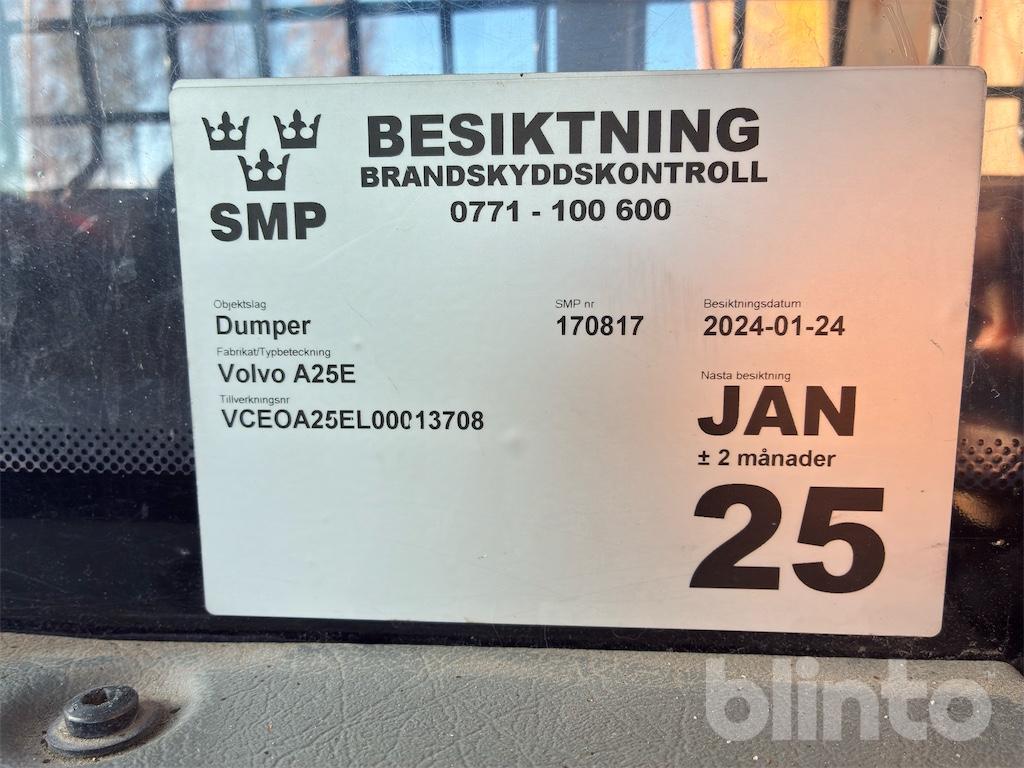 SMP
BESIKTNING
BRANDSKYDDSKONTROLL
0771 - 100 600
Objektslag
Dumper
SMP nr
170817
Besiktningsdatum
2024-01-24
Fabrikat/Typbeteckning
Volvo A25E
Tillverkningsnr
VCEOA25EL00013708
Nasta besiktning
JAN
± 2 månader
25
blinto